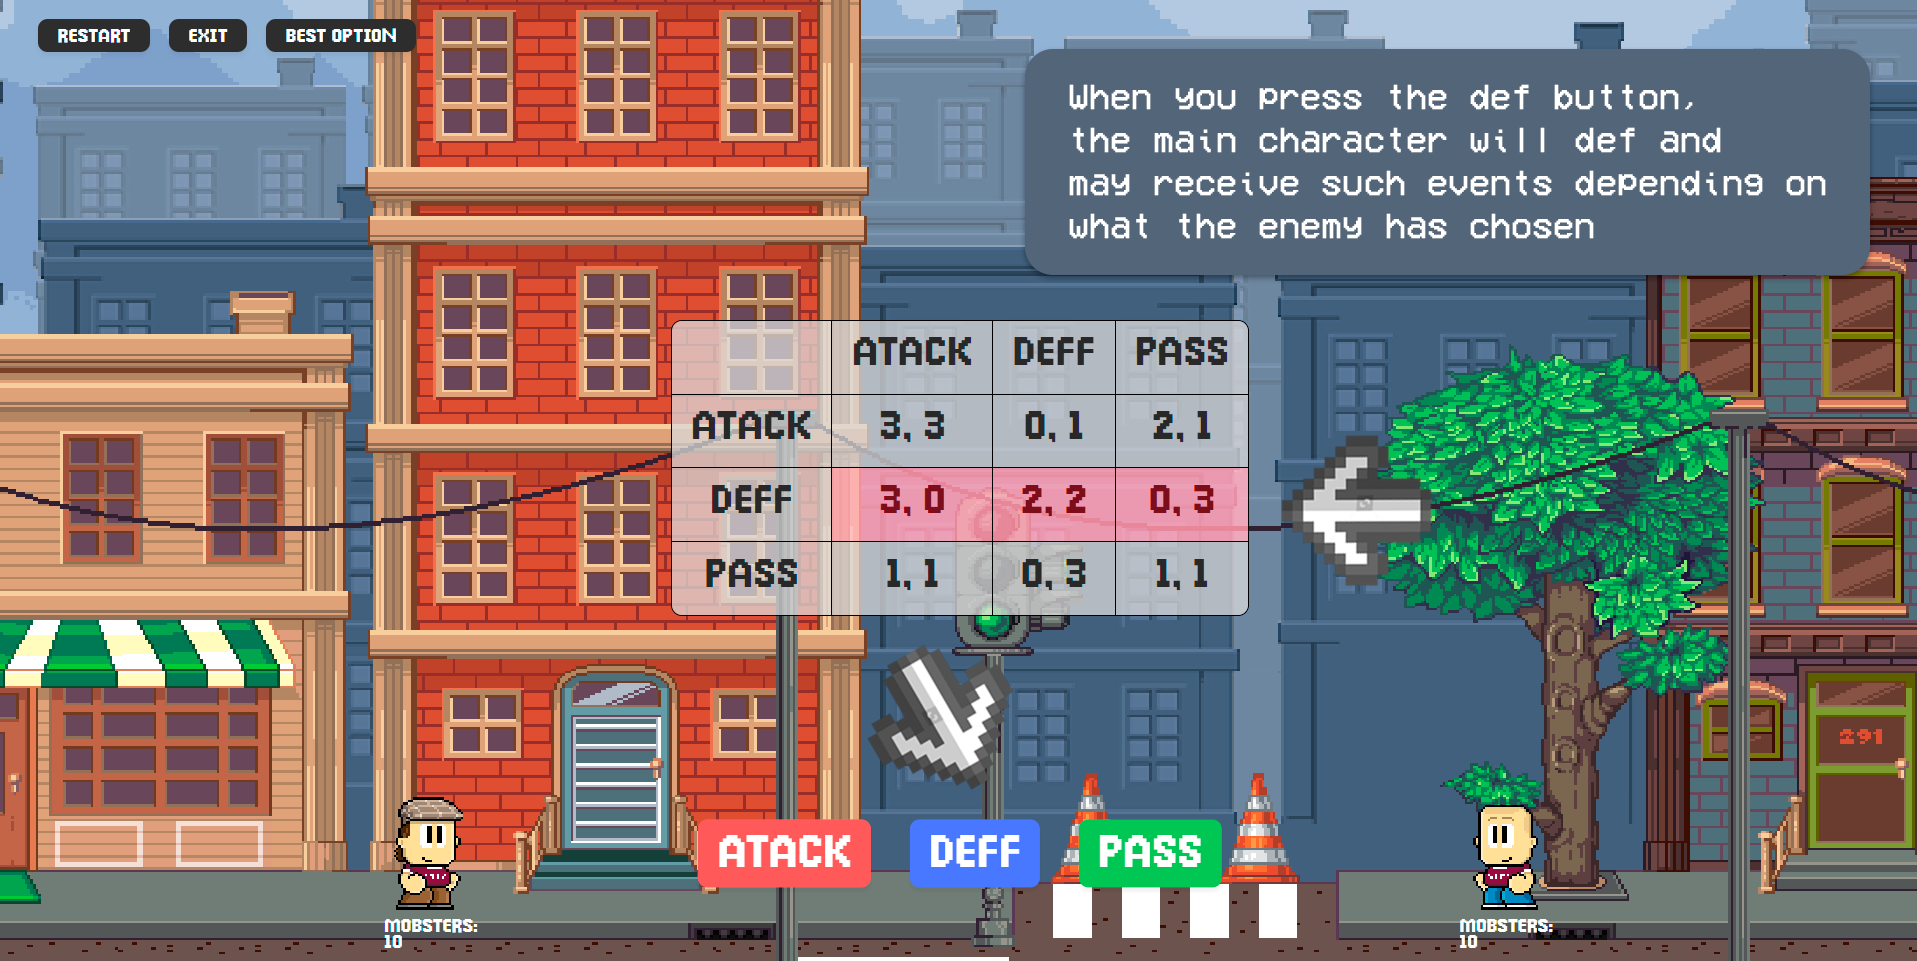 RESTART EXIT BEST OPTION
When you press the def button,
the main character will def and
may receive such events depending on
what the enemy has chosen
ATACK DEFF PASS
ATACK 3, 3 0, 1 2, 1
DEFF 3, 0 2, 2 0, 3
PASS 1, 1 0, 3 1, 1
291
ATACK DEFF PASS
MOBSTERS:
10
MOBSTERS:
10